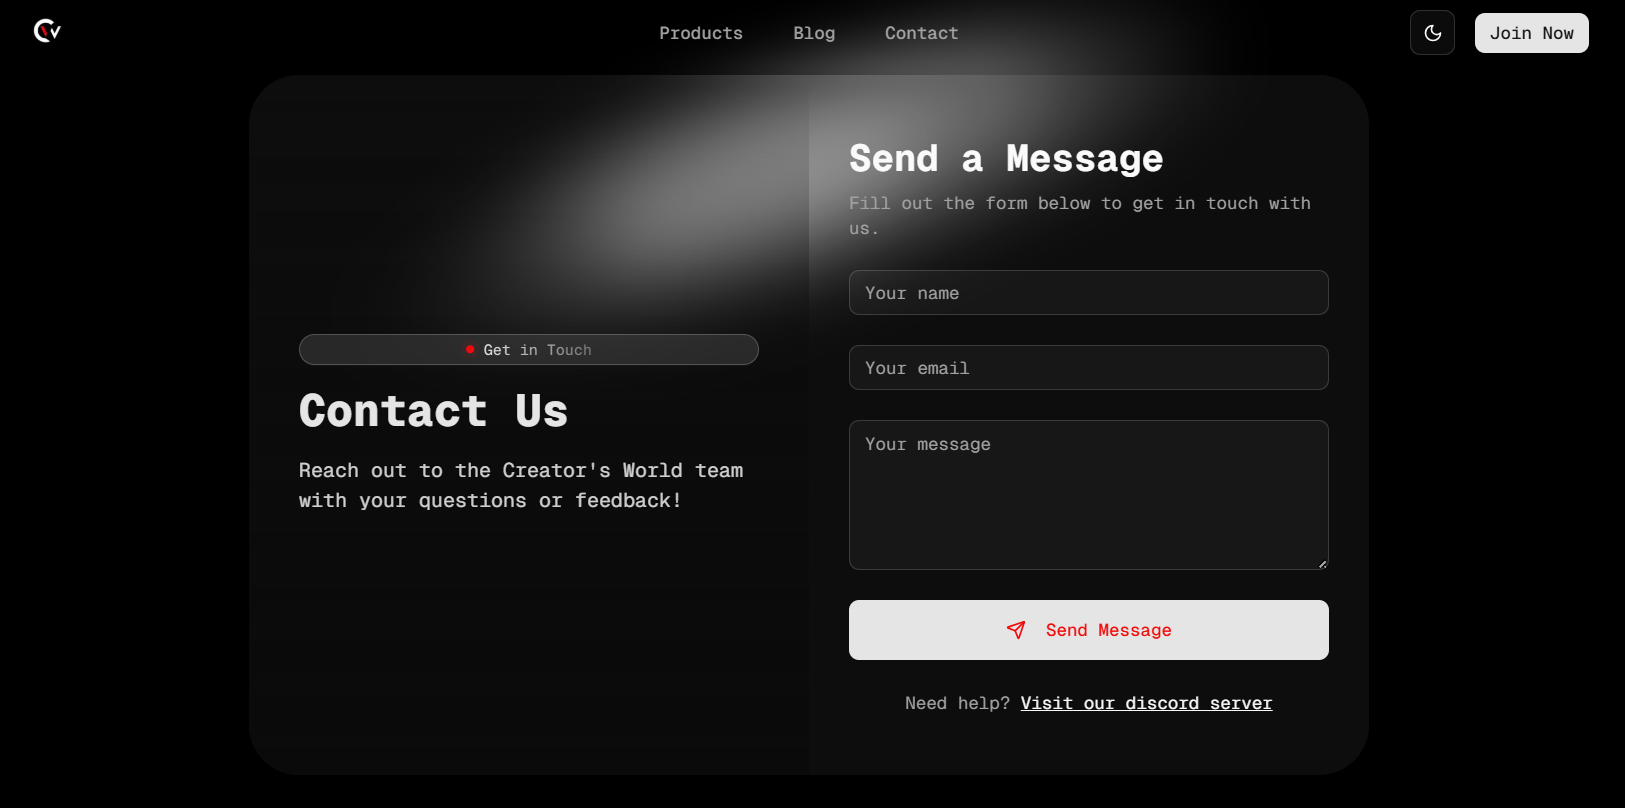 Products
Blog
Contact
Join Now
Get in Touch
Contact Us
Reach out to the Creator's World team
with your questions or feedback!
Send a Message
Fill out the form below to get in touch with
us.
Your name
Your email
Your message
Send Message
Need help? Visit our discord server